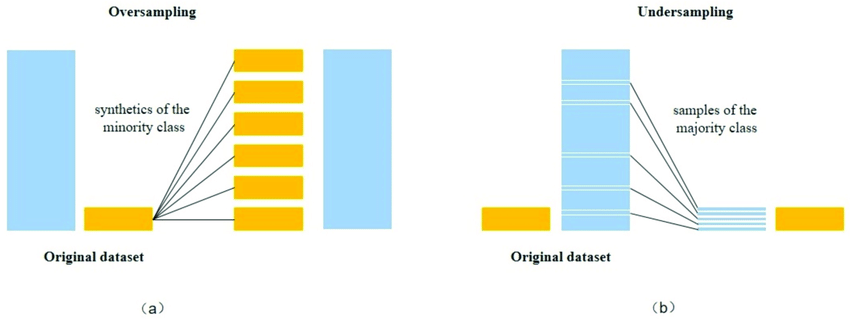 Oversampling
synthetics of the
minority class
Original dataset
（a）
Undersampling
samples of the
majority class
Original dataset
（b）